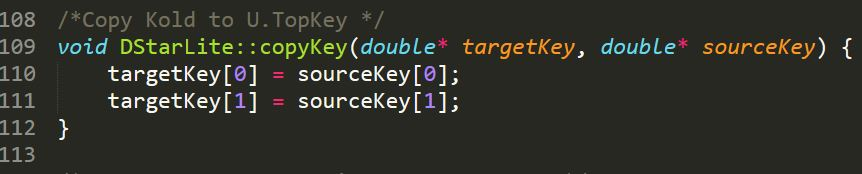 108 /*Copy Kold to U.TopKey */
109 void DStarLite::copyKey(double* targetKey, double* sourceKey) {
110     targetKey[0] = sourceKey[0];
111     targetKey[1] = sourceKey[1];
112 }
113